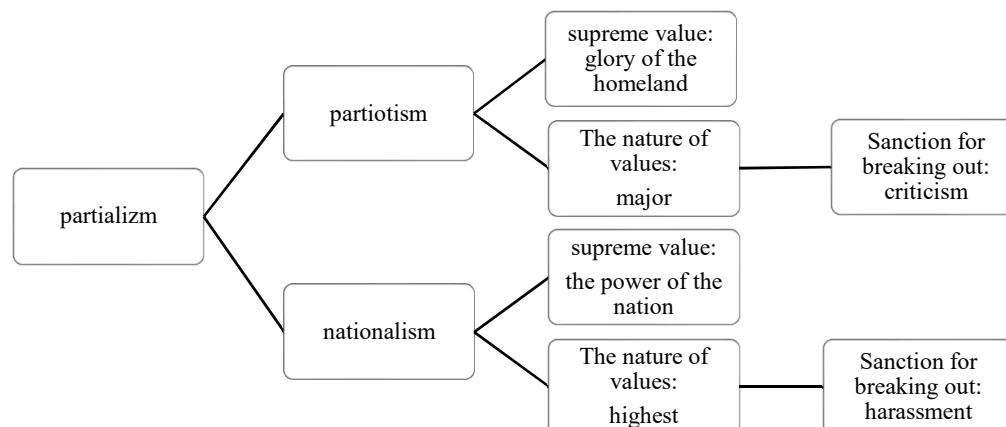 partializm
partiotism
supreme value:
glory of the
homeland
The nature of
values:
major
Sanction for
breaking out:
criticism
nationalism
supreme value:
the power of the
nation
The nature of
values:
highest
Sanction for
breaking out:
harassment